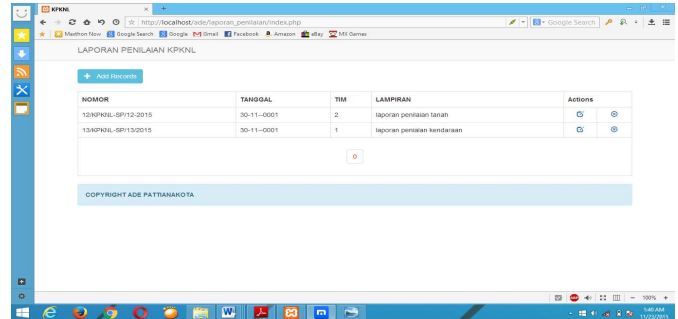 KPKNL
http://localhost/ade/laporan_penilaian/index.php
Google Search
Maxthon Now Google Search Google Gmail Facebook Amazon eBay MX Games
LAPORAN PENILAIAN KPKNL
+ Add Records
NOMOR TANGGAL TIM LAMPIRAN Actions
12/KPKNL-SP/12-2015 30-11--0001 2 laporan penilaian tanah
13/KPKNL-SP/13/2015 30-11--0001 1 laporan penialan kendaraan
0
COPYRIGHT ADE PATTIANAKOTA
100%
5:40 AM
11/23/2015